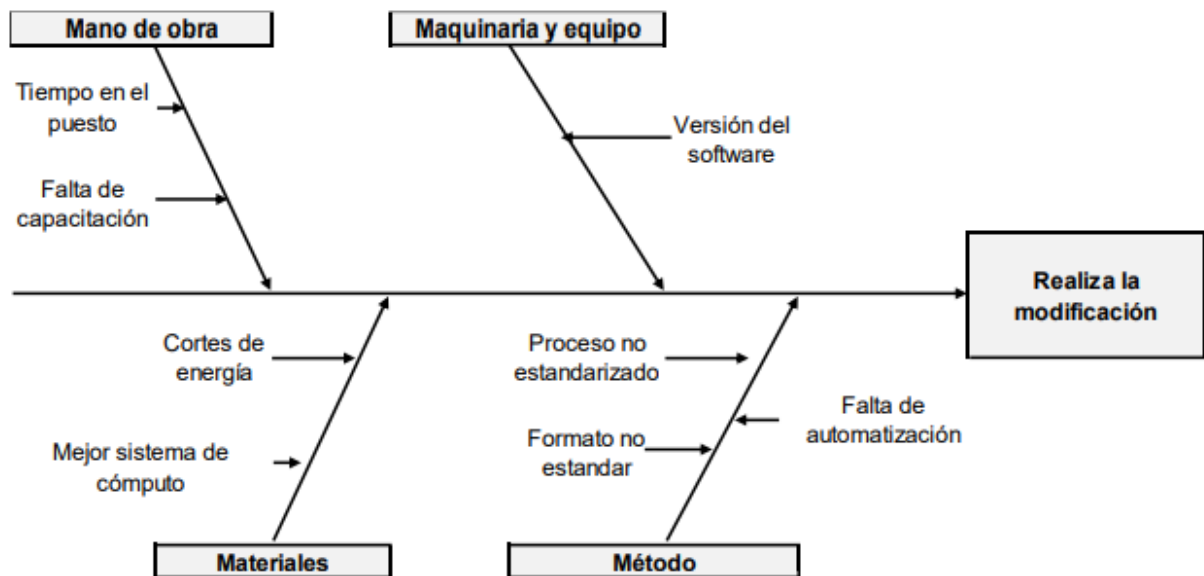 Mano de obra
Maquinaria y equipo
Tiempo en el
puesto
Versión del
software
Falta de
capacitación
Realiza la
modificación
Cortes de
energía
Proceso no
estandarizado
Falta de
automatización
Formato no
estandar
Mejor sistema de
cómputo
Materiales
Método